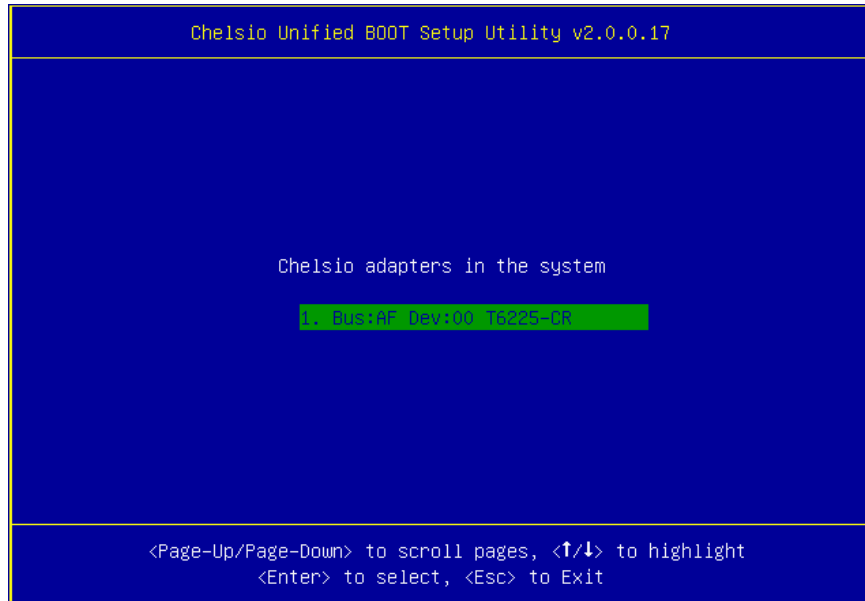 Chelsio Unified BOOT Setup Utility v2.0.0.17
Chelsio adapters in the system
1. Bus:AF Dev:00 T6225-CR
<Page-Up/Page-Down> to scroll pages, <↑/↓> to highlight
<Enter> to select, <Esc> to Exit